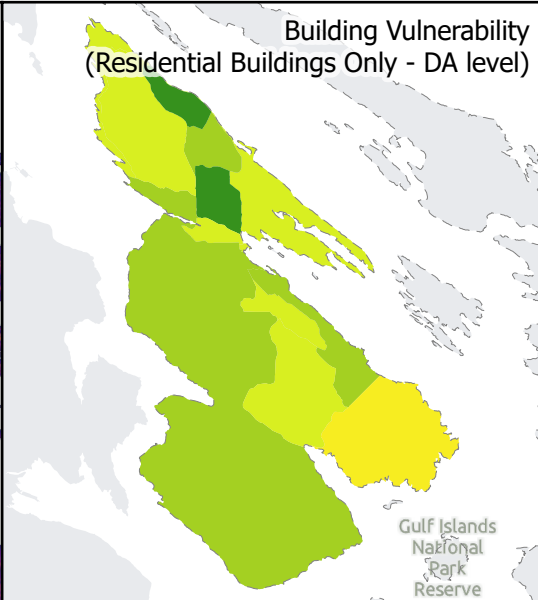 Building Vulnerability
(Residential Buildings Only - DA level)
Gulf Islands
National
Park
Reserve